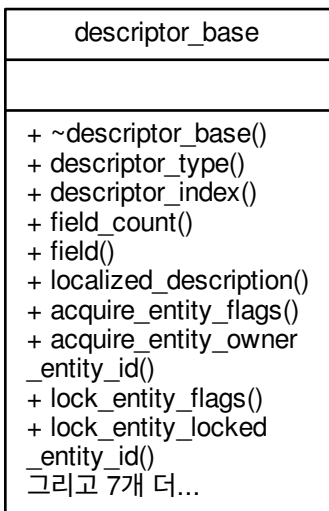 descriptor_base
+ ~descriptor_base()
+ descriptor_type()
+ descriptor_index()
+ field_count()
+ field()
+ localized_description()
+ acquire_entity_flags()
+ acquire_entity_owner
_entity_id()
+ lock_entity_flags()
+ lock_entity_locked
_entity_id()
그리고 7개 더...